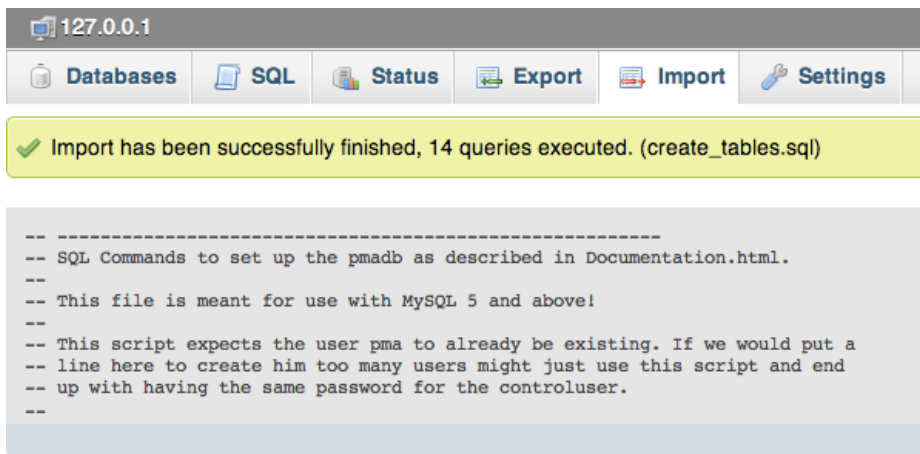 127.0.0.1
Databases SQL Status Export Import Settings
Import has been successfully finished, 14 queries executed. (create_tables.sql)
-- --------------------------------------------------------
-- SQL Commands to set up the pmadb as described in Documentation.html.
--
-- This file is meant for use with MySQL 5 and above!
--
-- This script expects the user pma to already be existing. If we would put a
-- line here to create him too many users might just use this script and end
-- up with having the same password for the controluser.
--